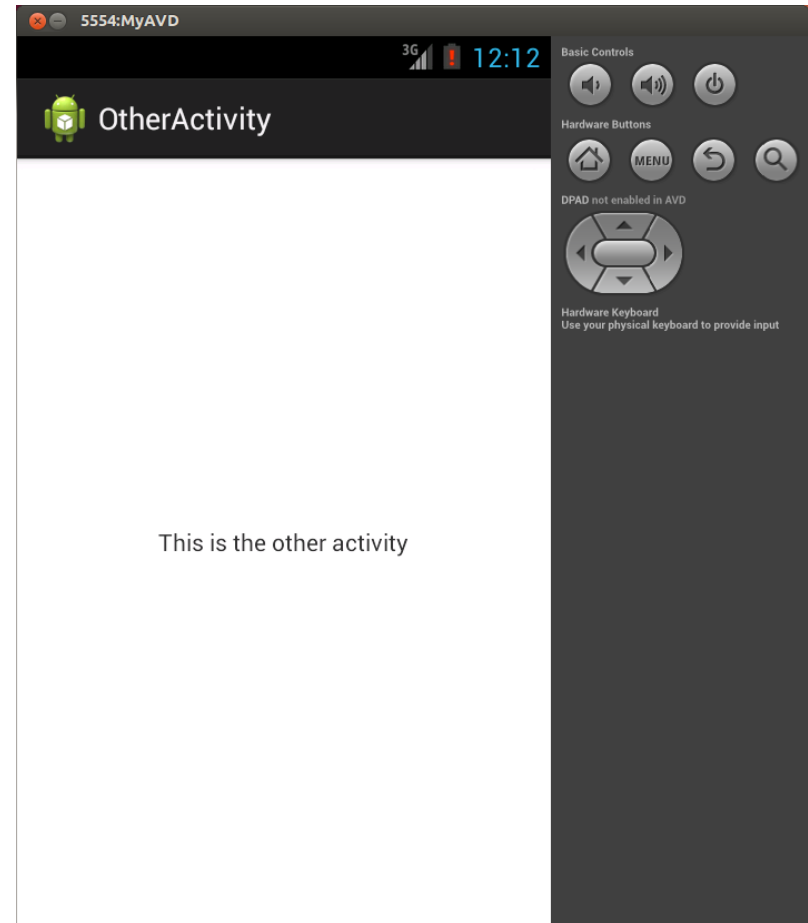 5554:MyAVD
3G 12:12
OtherActivity
This is the other activity
Basic Controls
Hardware Buttons
MENU
DPAD not enabled in AVD
Hardware Keyboard
Use your physical keyboard to provide input